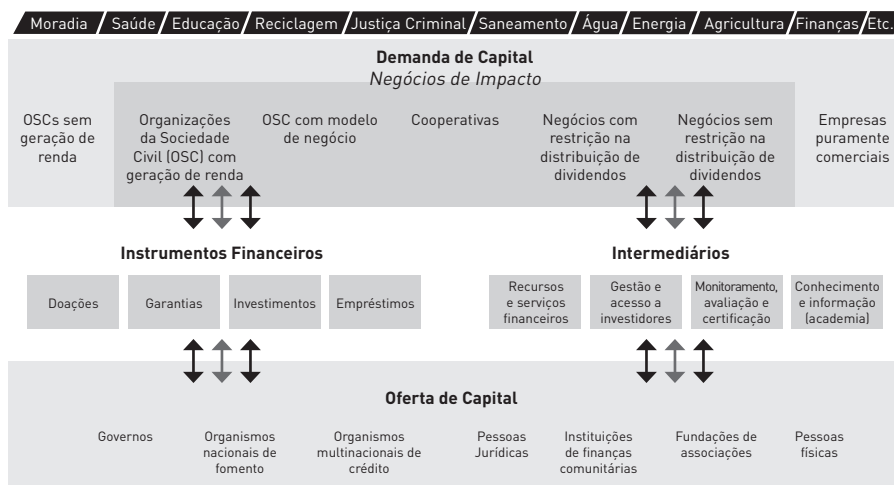 Moradia Saúde Educação Reciclagem Justiça Criminal Saneamento Água Energia Agricultura Finanças Etc.
Demanda de Capital
Negócios de Impacto
OSCs sem
geração de
renda
Organizações
da Sociedade
Civil (OSC) com
geração de renda
OSC com modelo
de negócio
Cooperativas
Negócios com
restrição na
distribuição de
dividendos
Negócios sem
restrição na
distribuição de
dividendos
Empresas
puramente
comerciais
Instrumentos Financeiros
Doações
Garantias
Investimentos
Empréstimos
Intermediários
Recursos
e serviços
financeiros
Gestão e
acesso a
investidores
Monitoramento,
avaliação e
certificação
Conhecimento
e informação
(academia)
Oferta de Capital
Governos
Organismos
nacionais de
fomento
Organismos
multinacionais de
crédito
Pessoas
Jurídicas
Instituições
de finanças
comunitárias
Fundações de
associações
Pessoas
físicas